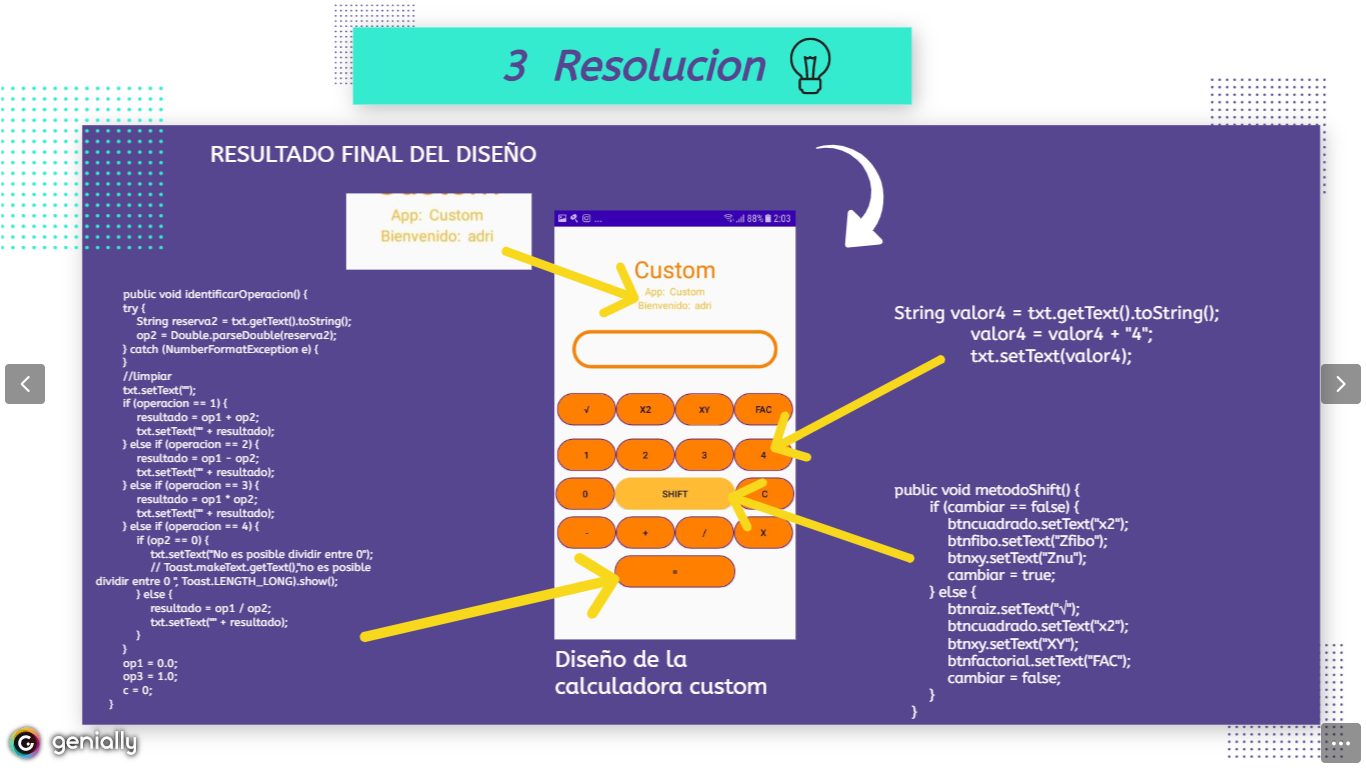 3 Resolucion
RESULTADO FINAL DEL DISEÑO
App: Custom
Bienvenido: adri
public void identificarOperacion() {
try {
String reserva2 = txt.getText().toString();
op2 = Double.parseDouble(reserva2);
} catch (NumberFormatException e) {
}
//limpiar
txt.setText("");
if (operacion == 1) {
resultado = op1 + op2;
txt.setText("" + resultado);
} else if (operacion == 2) {
resultado = op1 - op2;
txt.setText("" + resultado);
} else if (operacion == 3) {
resultado = op1 * op2;
txt.setText("" + resultado);
} else if (operacion == 4) {
if (op2 == 0) {
txt.setText("No es posible dividir entre 0");
// Toast.makeText.getText(),"no es posible
dividir entre 0 ", Toast.LENGTH_LONG).show();
} else {
resultado = op1 / op2;
txt.setText("" + resultado);
}
}
op1 = 0.0;
op3 = 1.0;
c = 0;
}
... 88% 2:03
Custom
App: Custom
Bienvenido: adri
√ X2 XY FAC
1 2 3 4
0 SHIFT C
- + / X
=
Diseño de la
calculadora custom
String valor4 = txt.getText().toString();
valor4 = valor4 + "4";
txt.setText(valor4);
public void metodoShift() {
if (cambiar == false) {
btncuadrado.setText("x2");
btnfibo.setText("Zfibo");
btnxy.setText("Znu");
cambiar = true;
} else {
btnraiz.setText("√");
btncuadrado.setText("x2");
btnxy.setText("XY");
btnfactorial.setText("FAC");
cambiar = false;
}
}
G genially